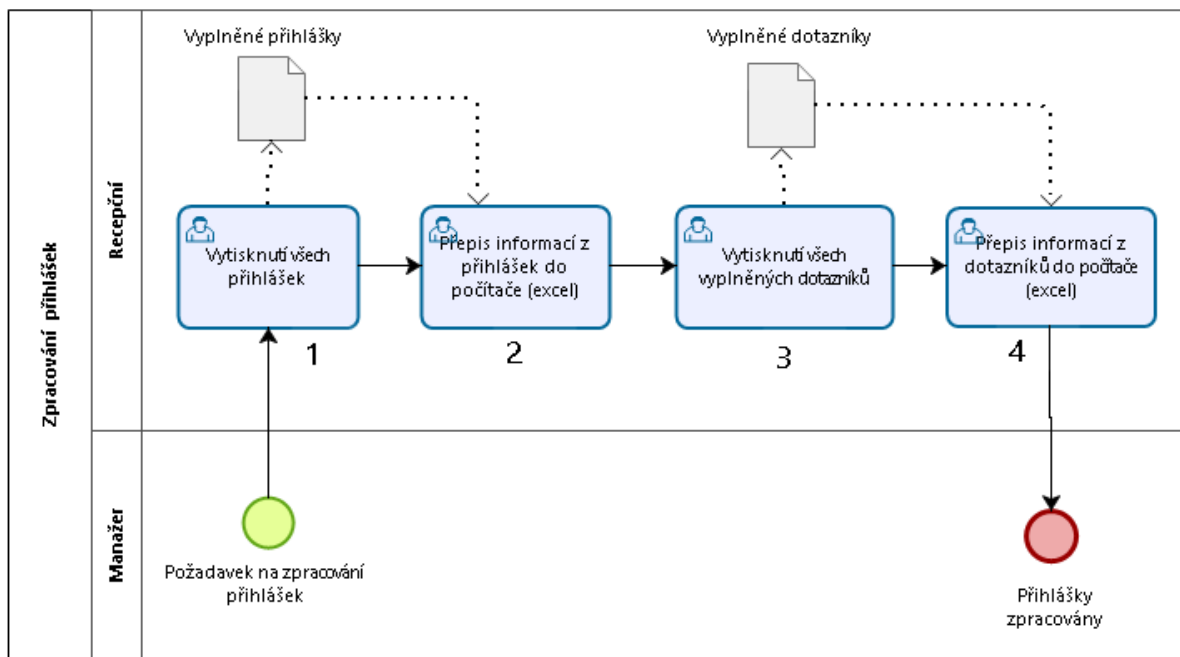 Zpracování přihlášek
Recepční
Vyplněné přihlášky
Vyplněné dotazníky
Vytisknutí všech
přihlášek
Přepis informací z
přihlášek do
počítače (excel)
Vytisknutí všech
vyplněných dotazníků
Přepis informací z
dotazníků do počítače
(excel)
1
2
3
4
Manažer
Požadavek na zpracování
přihlášek
Přihlášky
zpracovány